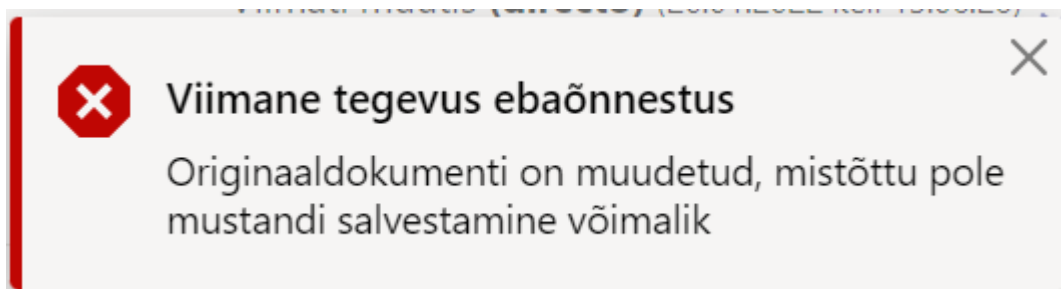 Viimane tegevus ebaõnnestus
Originaaldokumenti on muudetud, mistõttu pole
mustandi salvestamine võimalik